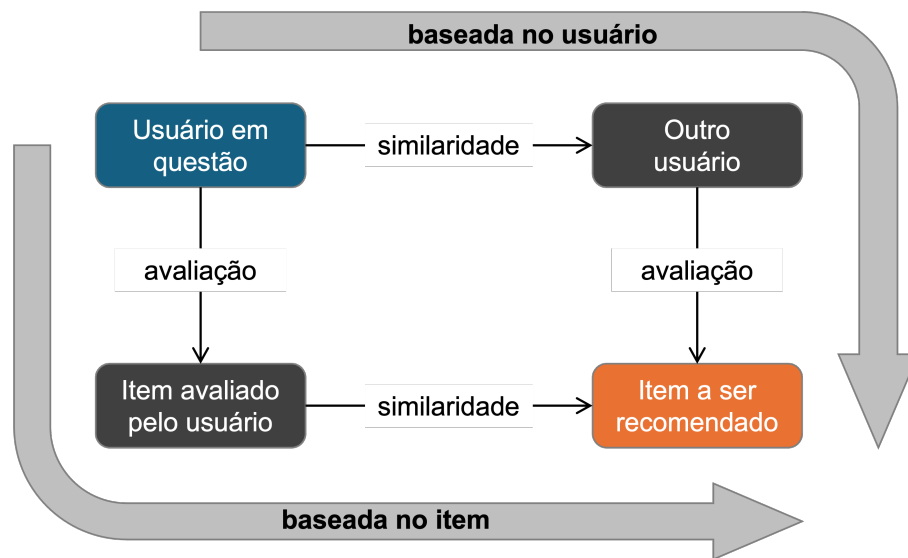 baseada no usuário
Usuário em
questão
similaridade
Outro
usuário
avaliação
avaliação
Item avaliado
pelo usuário
similaridade
Item a ser
recomendado
baseada no item